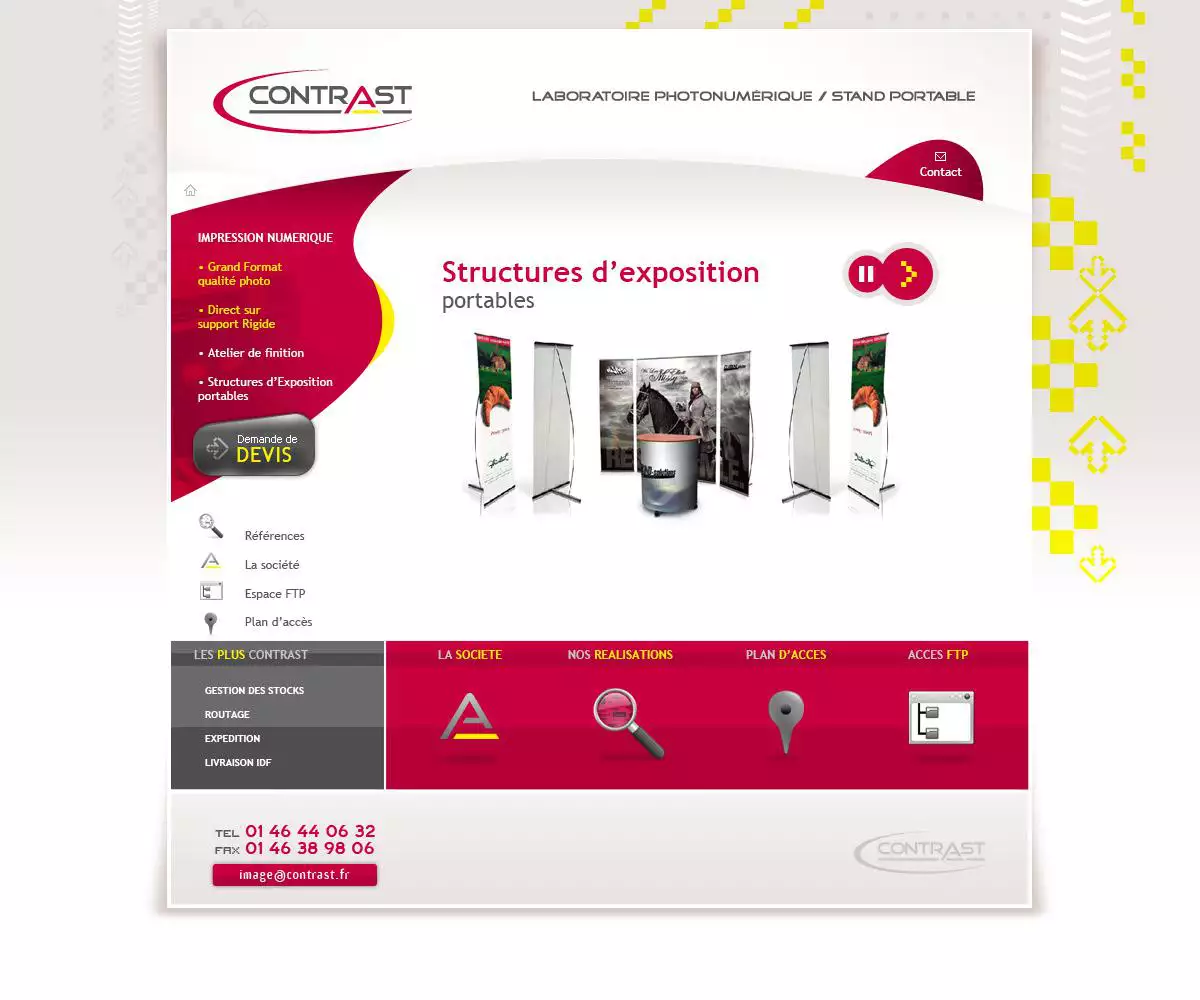 CONTRAST
LABORATOIRE PHOTONUMÉRIQUE / STAND PORTABLE
Contact
IMPRESSION NUMERIQUE
• Grand Format
qualité photo
• Direct sur
support Rigide
• Atelier de finition
• Structures d’Exposition
portables
Demande de
DEVIS
Structures d’exposition
portables
Références
La société
Espace FTP
Plan d’accès
LES PLUS CONTRAST
GESTION DES STOCKS
ROUTAGE
EXPEDITION
LIVRAISON IDF
LA SOCIETE
NOS REALISATIONS
PLAN D’ACCES
ACCES FTP
TEL 01 46 44 06 32
FAX 01 46 38 98 06
image@contrast.fr
CONTRAST